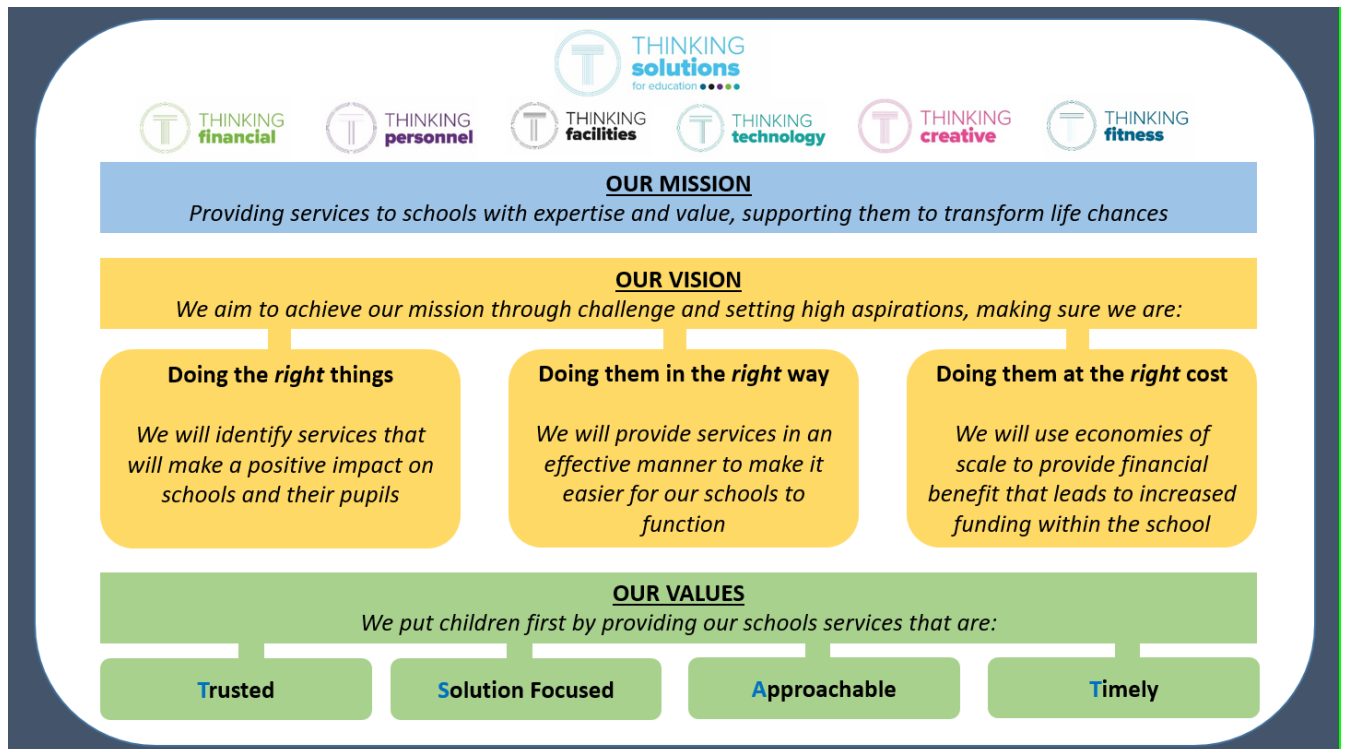 THINKING
solutions
for education
THINKING
financial
THINKING
personnel
THINKING
facilities
THINKING
technology
THINKING
creative
THINKING
fitness
OUR MISSION
Providing services to schools with expertise and value, supporting them to transform life chances
OUR VISION
We aim to achieve our mission through challenge and setting high aspirations, making sure we are:
Doing the right things
We will identify services that
will make a positive impact on
schools and their pupils
Doing them in the right way
We will provide services in an
effective manner to make it
easier for our schools to
function
Doing them at the right cost
We will use economies of
scale to provide financial
benefit that leads to increased
funding within the school
OUR VALUES
We put children first by providing our schools services that are:
Trusted
Solution Focused
Approachable
Timely